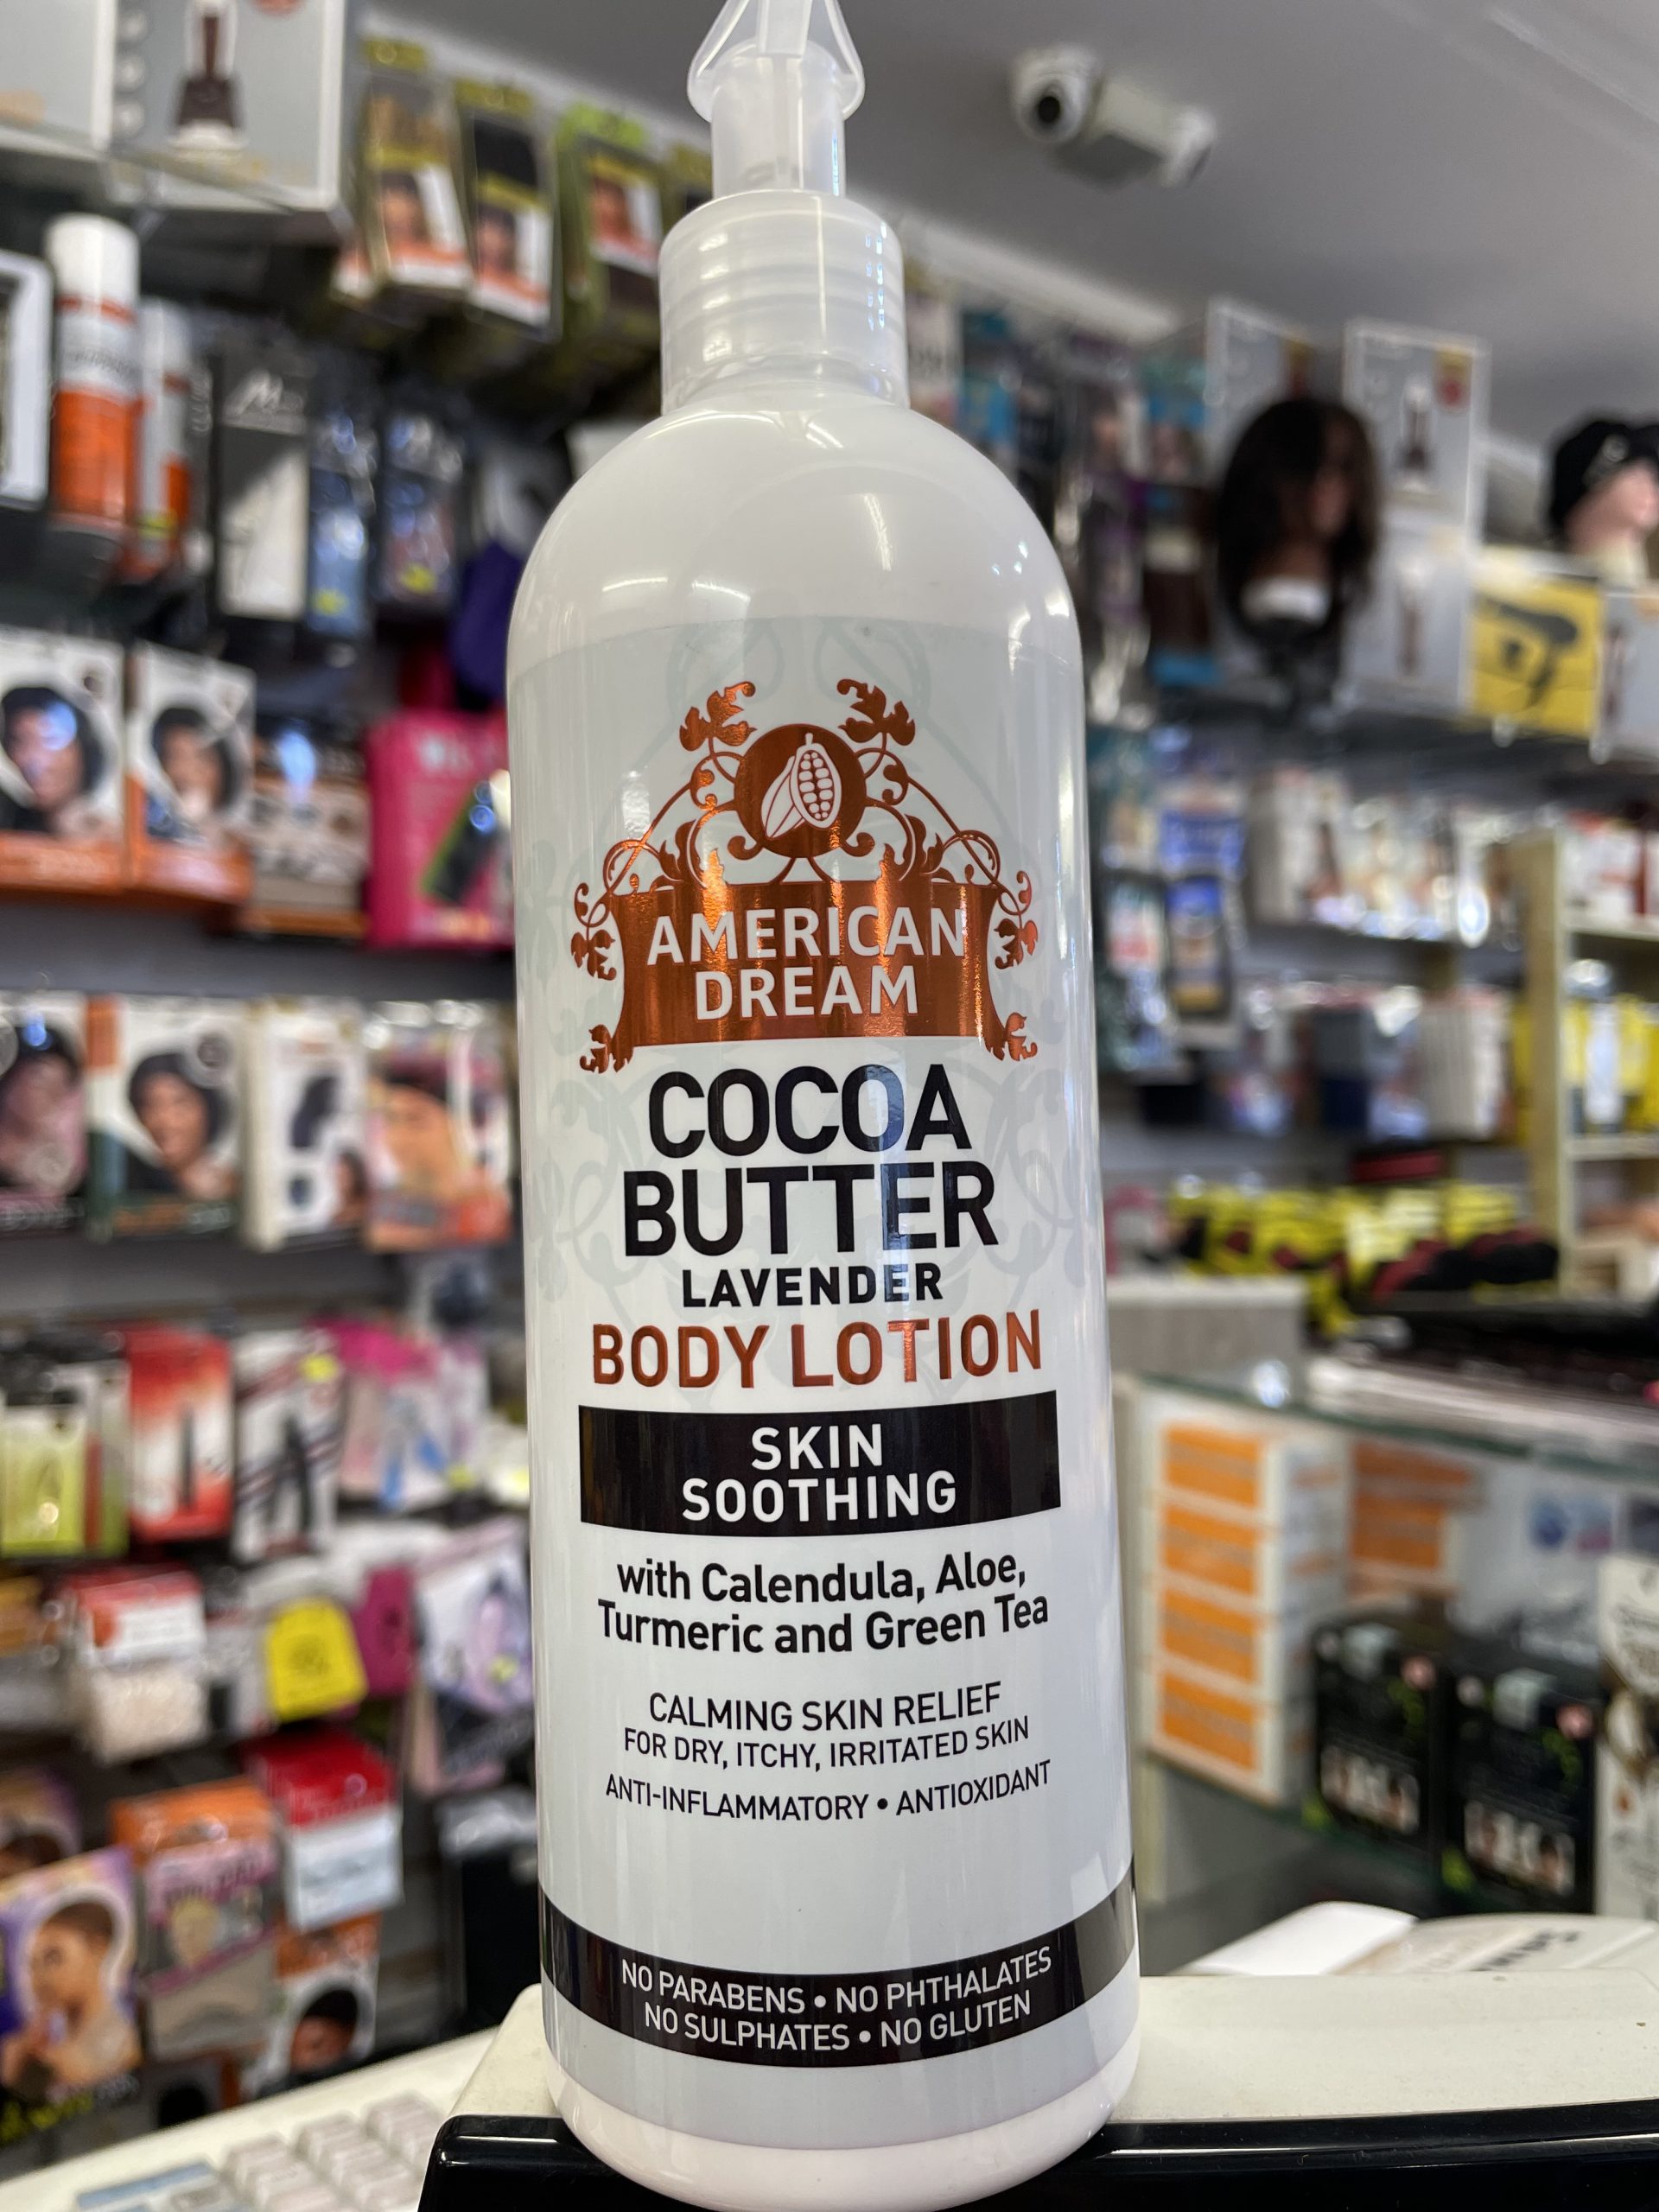 AMERICAN
DREAM
COCOA
BUTTER
LAVENDER
BODY LOTION
SKIN
SOOTHING
with Calendula, Aloe,
Turmeric and Green Tea
CALMING SKIN RELIEF
FOR DRY, ITCHY, IRRITATED SKIN
ANTI-INFLAMMATORY • ANTIOXIDANT
NO PARABENS • NO PHTHALATES
NO SULPHATES • NO GLUTEN